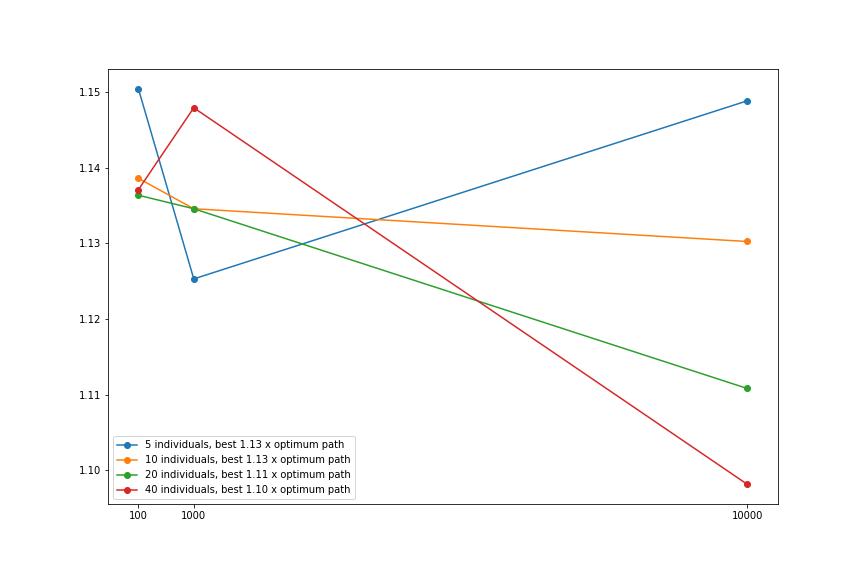 1.15
1.14
1.13
1.12
1.11
1.10
5 individuals, best 1.13 x optimum path
10 individuals, best 1.13 x optimum path
20 individuals, best 1.11 x optimum path
40 individuals, best 1.10 x optimum path
100 1000 10000